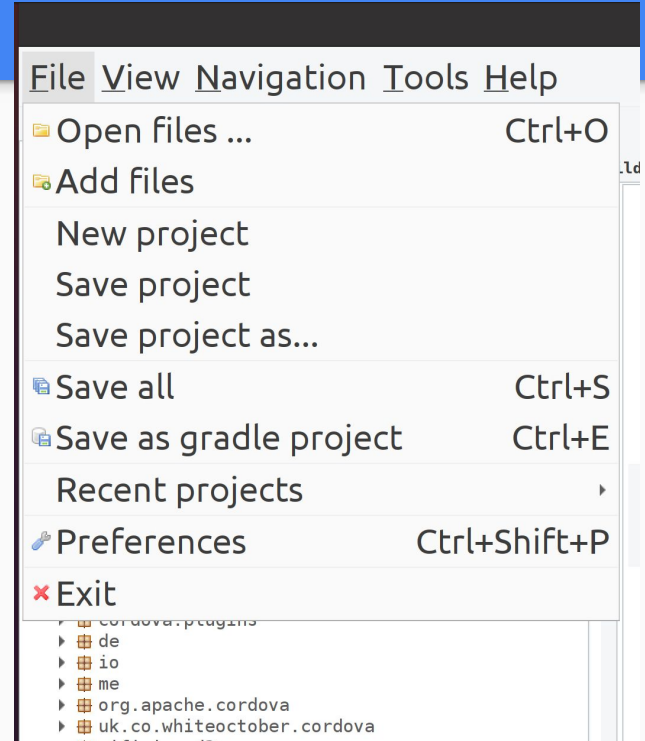 File View Navigation Tools Help
Open files ... Ctrl+O
Add files
New project
Save project
Save project as...
Save all Ctrl+S
Save as gradle project Ctrl+E
Recent projects
Preferences Ctrl+Shift+P
Exit
cordova.plugins
de
io
me
org.apache.cordova
uk.co.whiteoctober.cordova